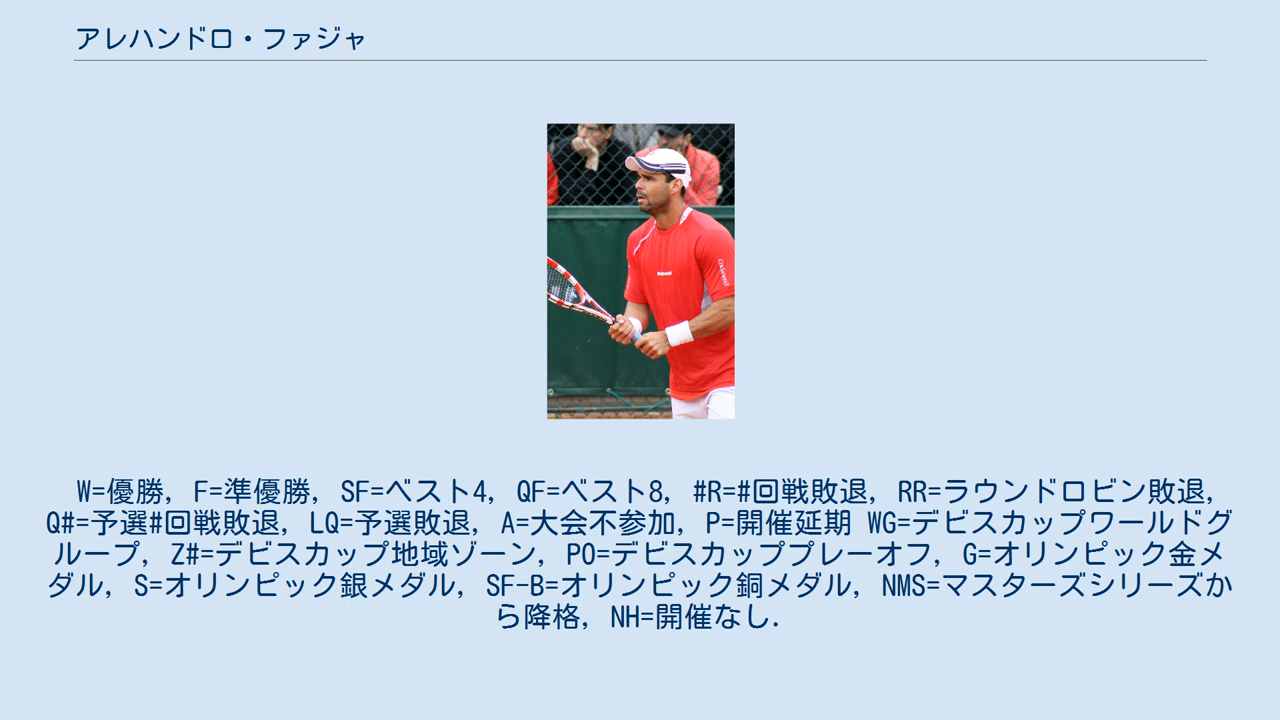 アレハンドロ・ファジャ
W=優勝, F=準優勝, SF=ベスト4, QF=ベスト8, #R=#回戦敗退, RR=ラウンドロビン敗退,
Q#=予選#回戦敗退, LQ=予選敗退, A=大会不参加, P=開催延期 WG=デビスカップワールドグ
ループ, Z#=デビスカップ地域ゾーン, PO=デビスカッププレーオフ, G=オリンピック金メ
ダル, S=オリンピック銀メダル, SF-B=オリンピック銅メダル, NMS=マスターズシリーズか
ら降格, NH=開催なし.